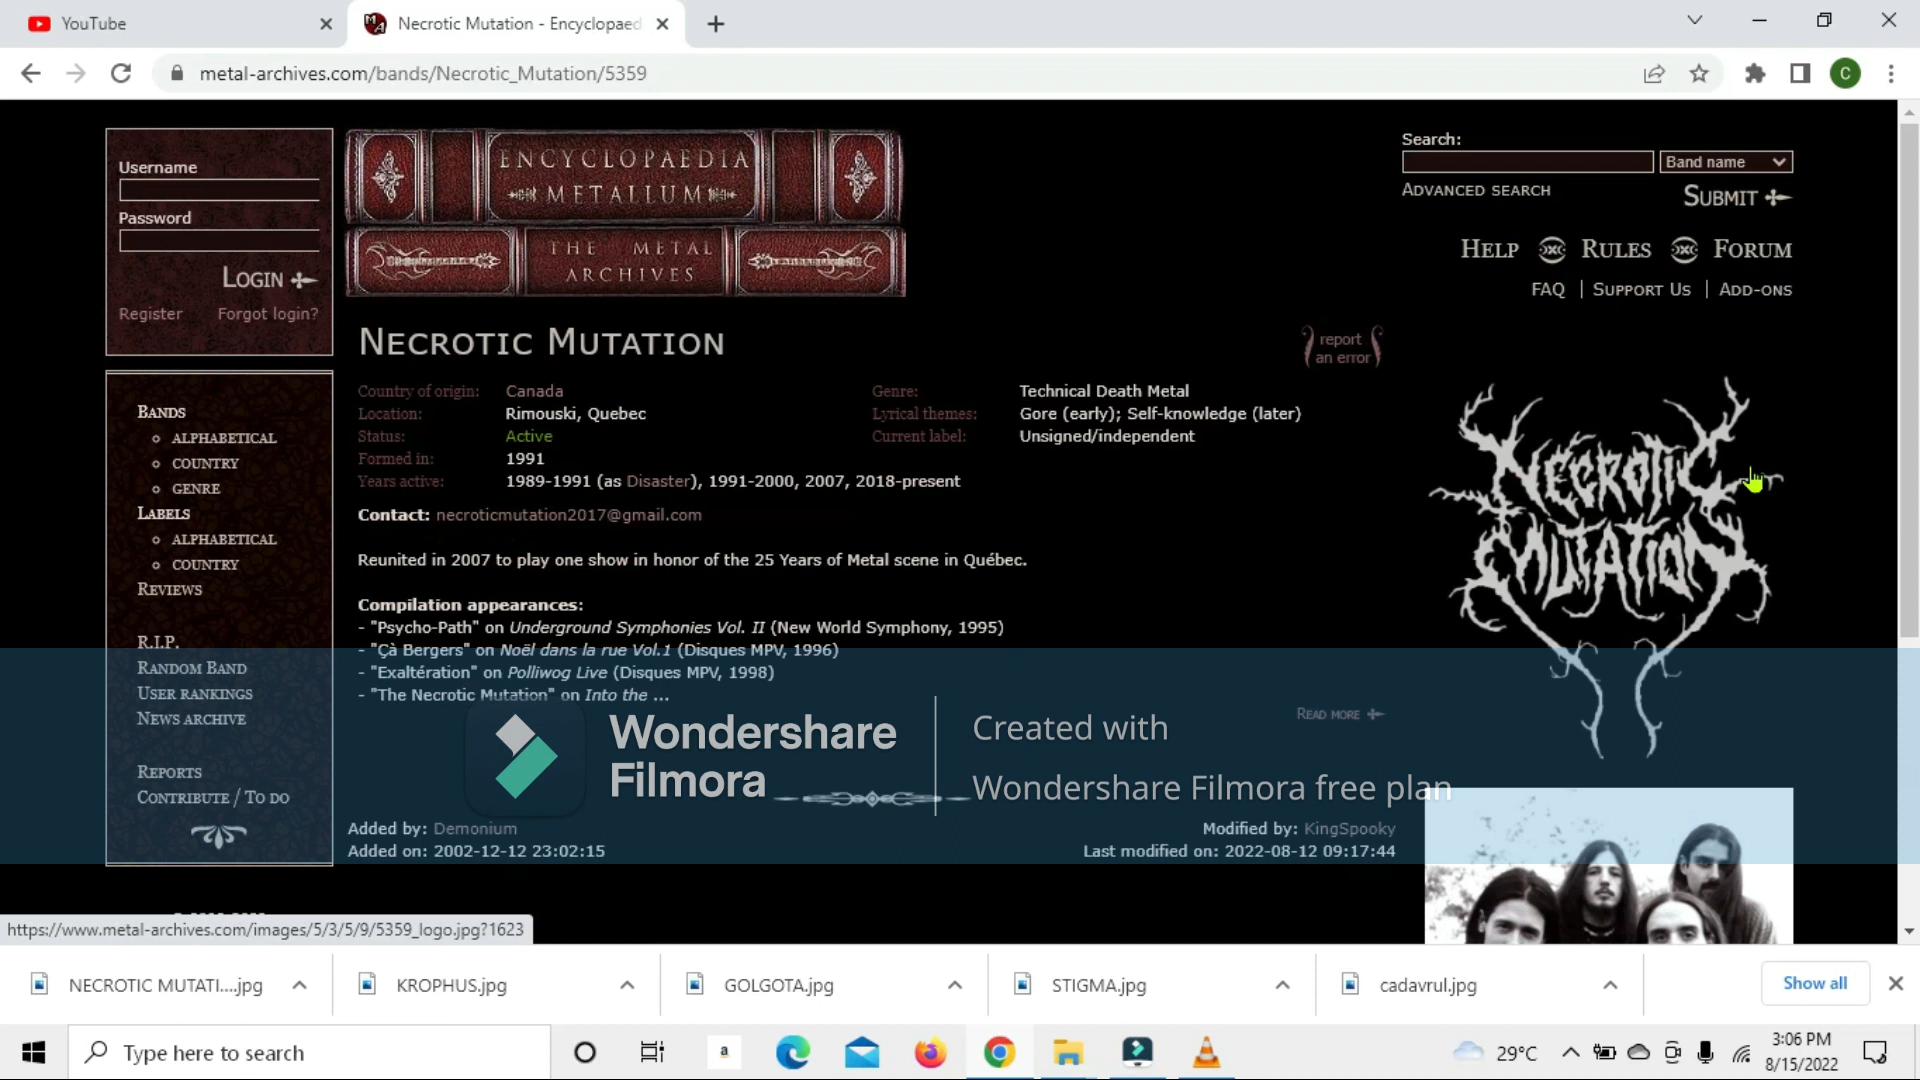 YouTube
Necrotic Mutation - Encyclopaed
metal-archives.com/bands/Necrotic_Mutation/5359
C
Username
Password
LOGIN
Register Forgot login?
ENCYCLOPAEDIA
METALLUM
THE METAL
ARCHIVES
Search:
Band name
ADVANCED SEARCH
SUBMIT
HELP RULES FORUM
FAQ | SUPPORT US | ADD-ONS
NECROTIC MUTATION
report
an error
Country of origin: Canada
Location: Rimouski, Quebec
Status: Active
Formed in: 1991
Years active: 1989-1991 (as Disaster), 1991-2000, 2007, 2018-present
Genre: Technical Death Metal
Lyrical themes: Gore (early); Self-knowledge (later)
Current label: Unsigned/independent
Contact: necroticmutation2017@gmail.com
Reunited in 2007 to play one show in honor of the 25 Years of Metal scene in Québec.
Compilation appearances:
- "Psycho-Path" on Underground Symphonies Vol. II (New World Symphony, 1995)
- "Çà Bergers" on Noël dans la rue Vol.1 (Disques MPV, 1996)
- "Exaltération" on Polliwog Live (Disques MPV, 1998)
- "The Necrotic Mutation" on Into the ...
READ MORE
NECROTIC
MUTATION
BANDS
ALPHABETICAL
COUNTRY
GENRE
LABELS
ALPHABETICAL
COUNTRY
REVIEWS
R.I.P.
RANDOM BAND
USER RANKINGS
NEWS ARCHIVE
REPORTS
CONTRIBUTE / TO DO
Wondershare
Filmora
Created with
Wondershare Filmora free plan
Added by: Demonium
Added on: 2002-12-12 23:02:15
Modified by: KingSpooky
Last modified on: 2022-08-12 09:17:44
https://www.metal-archives.com/images/5/3/5/9/5359_logo.jpg?1623
NECROTIC MUTATI....jpg
KROPHUS.jpg
GOLGOTA.jpg
STIGMA.jpg
cadavrul.jpg
Show all
Type here to search
a
29°C
3:06 PM
8/15/2022